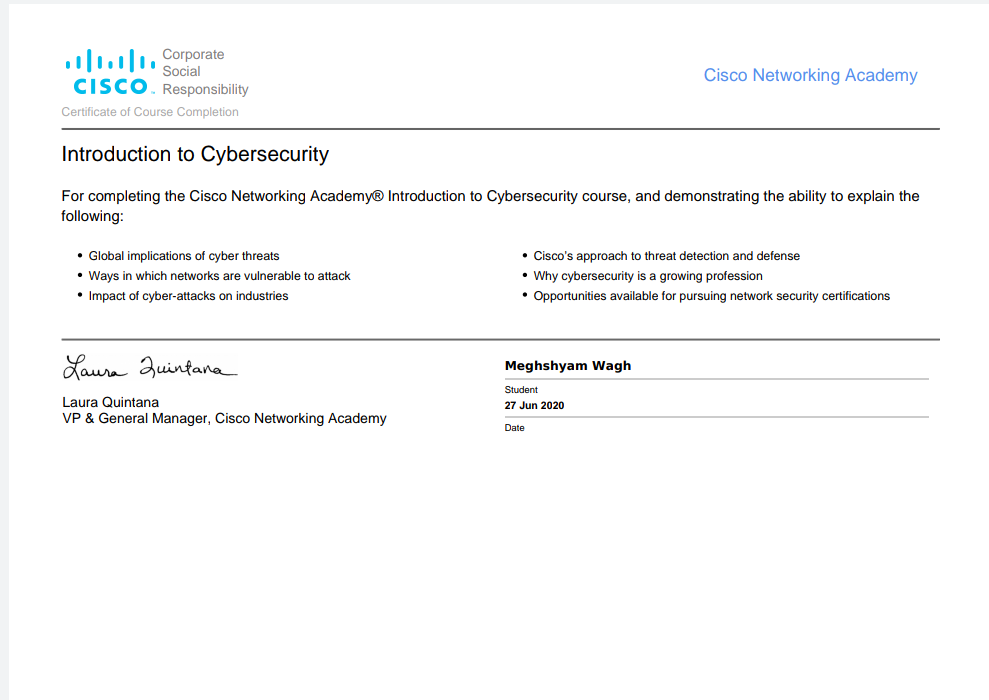 Corporate
Social
Responsibility
CISCO
Cisco Networking Academy
Certificate of Course Completion
Introduction to Cybersecurity
For completing the Cisco Networking Academy® Introduction to Cybersecurity course, and demonstrating the ability to explain the
following:
• Global implications of cyber threats
• Ways in which networks are vulnerable to attack
• Impact of cyber-attacks on industries
• Cisco’s approach to threat detection and defense
• Why cybersecurity is a growing profession
• Opportunities available for pursuing network security certifications
Laura Quintana
Laura Quintana
VP & General Manager, Cisco Networking Academy
Meghshyam Wagh
Student
27 Jun 2020
Date